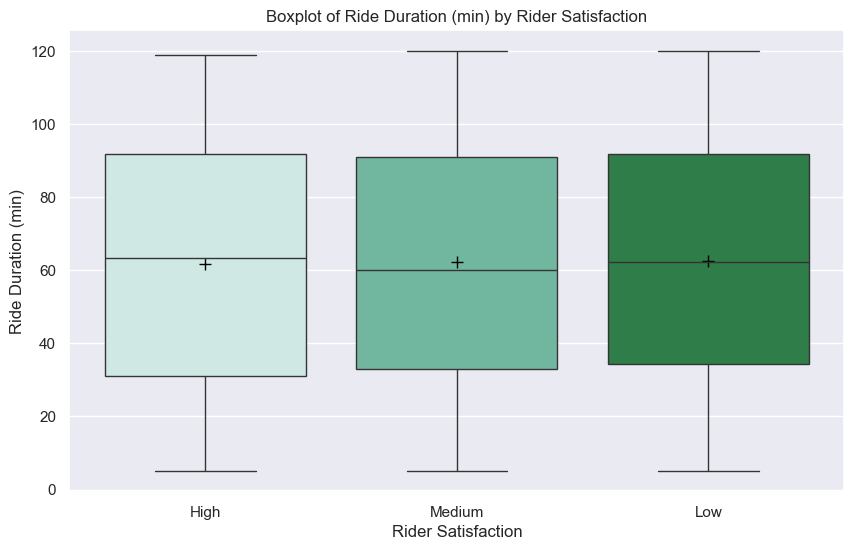 Boxplot of Ride Duration (min) by Rider Satisfaction
Ride Duration (min)
120
100
80
60
40
20
0
High Medium Low
Rider Satisfaction